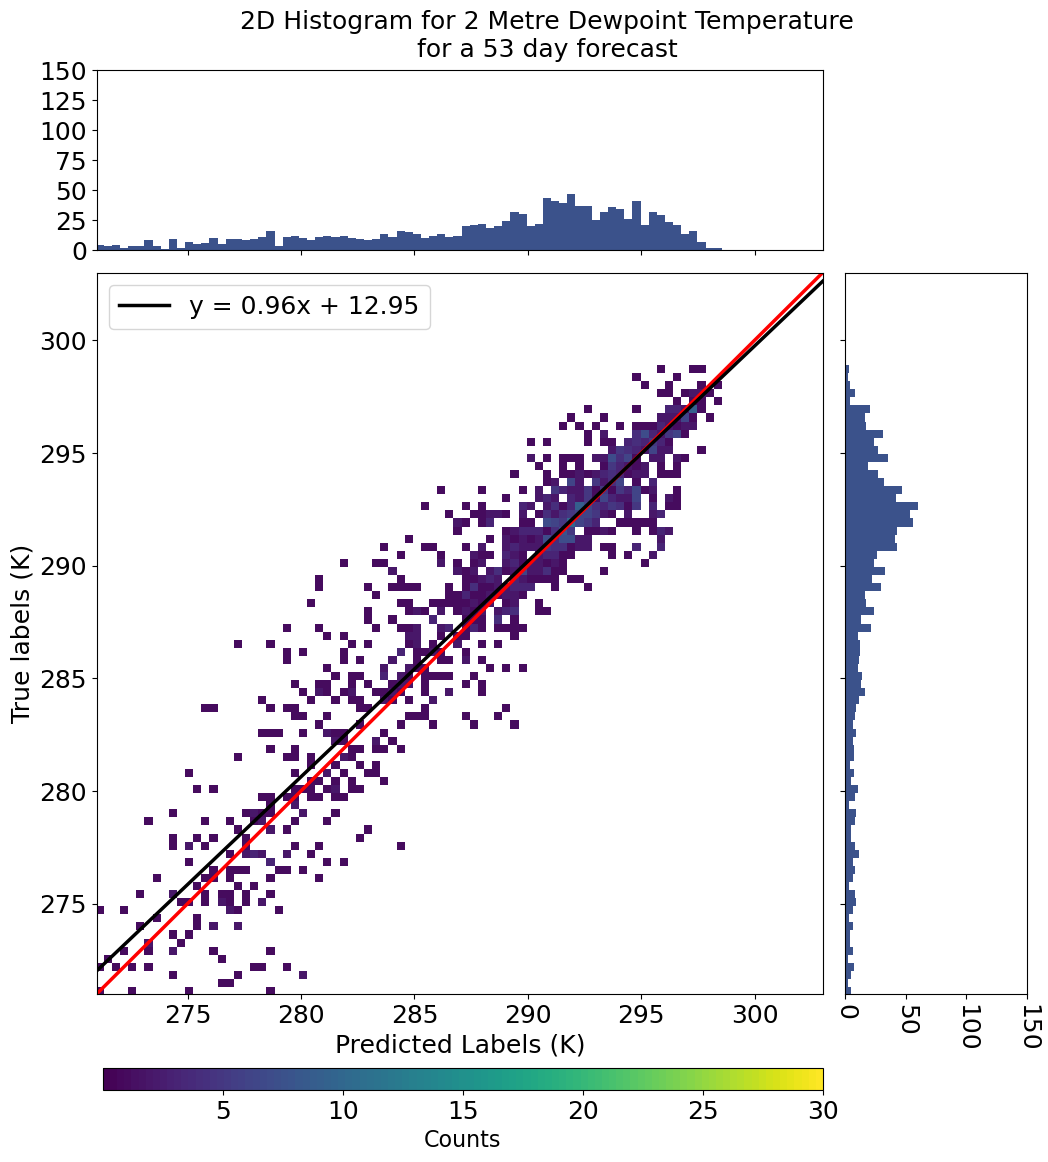 2D Histogram for 2 Metre Dewpoint Temperature
for a 53 day forecast
150
125
100
75
50
25
0
y = 0.96x + 12.95
300
295
290
285
280
275
True labels (K)
275 280 285 290 295 300
Predicted Labels (K)
0 50 100 150
5 10 15 20 25 30
Counts